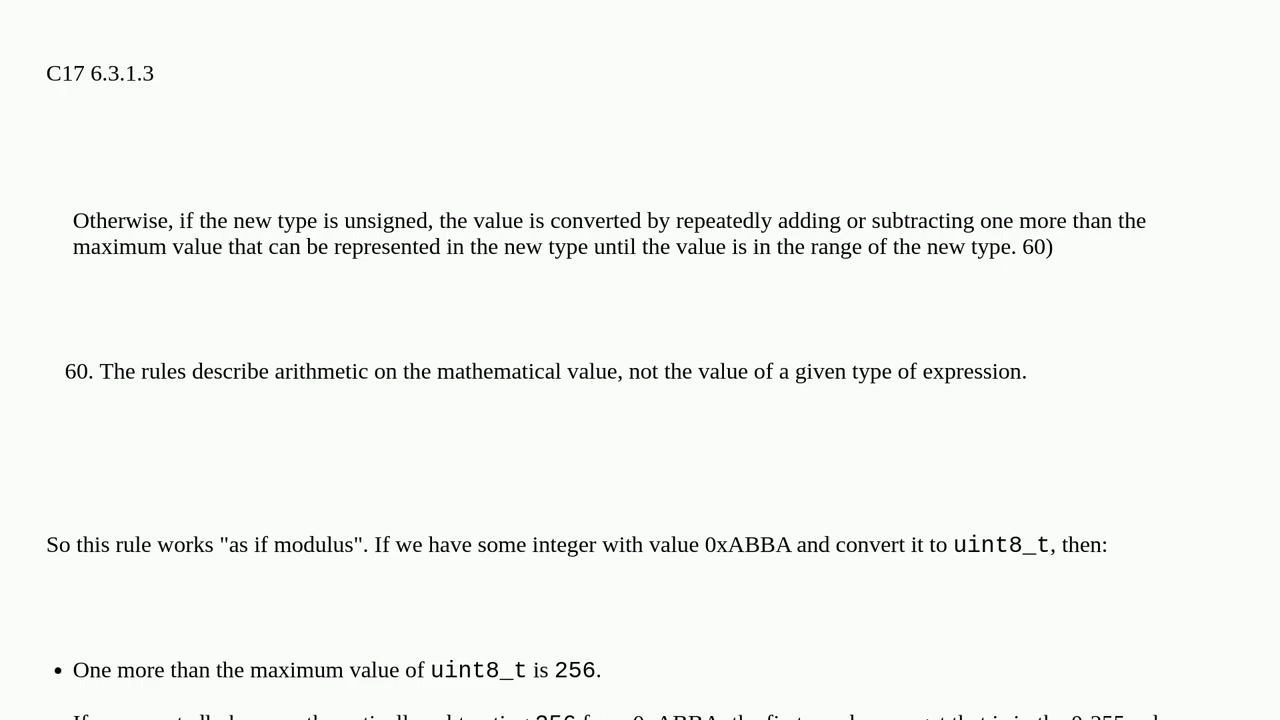 C17 6.3.1.3
Otherwise, if the new type is unsigned, the value is converted by repeatedly adding or subtracting one more than the
maximum value that can be represented in the new type until the value is in the range of the new type. 60)
60. The rules describe arithmetic on the mathematical value, not the value of a given type of expression.
So this rule works "as if modulus". If we have some integer with value 0xABBA and convert it to uint8_t, then:
• One more than the maximum value of uint8_t is 256.